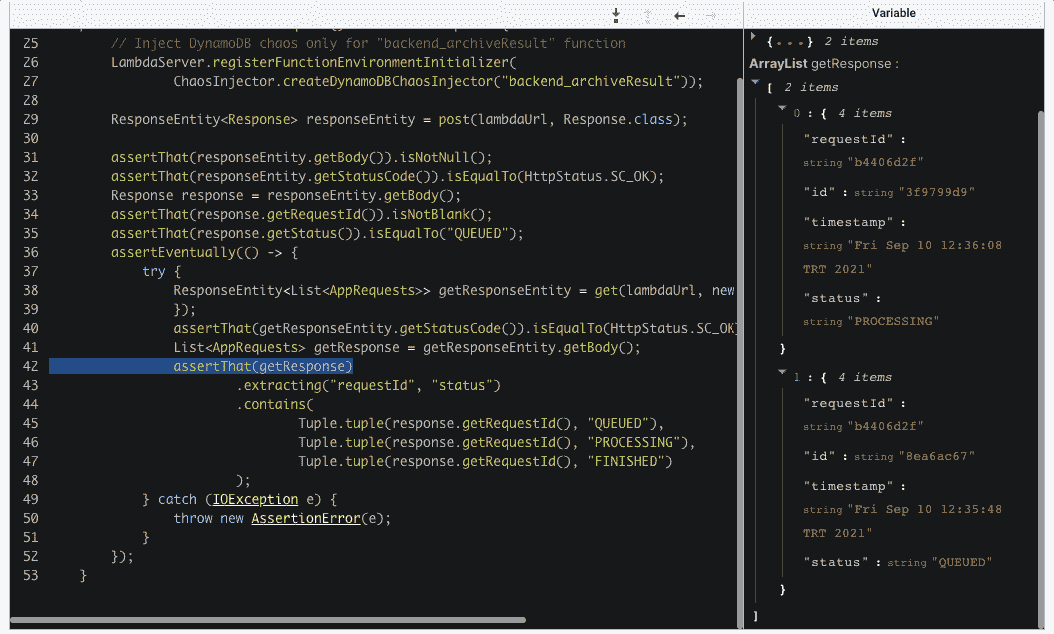 Variable
25 // Inject DynamoDB chaos only for "backend_archiveResult" function
26 LambdaServer.registerFunctionEnvironmentInitializer(
27 ChaosInjector.createDynamoDBChaosInjector("backend_archiveResult"));
28
29 ResponseEntity<Response> responseEntity = post(lambdaUrl, Response.class);
30
31 assertThat(responseEntity.getBody()).isNotNull();
32 assertThat(responseEntity.getStatusCode()).isEqualTo(HttpStatus.SC_OK);
33 Response response = responseEntity.getBody();
34 assertThat(response.getRequestId()).isNotBlank();
35 assertThat(response.getStatus()).isEqualTo("QUEUED");
36 assertEventually(() -> {
37 try {
38 ResponseEntity<List<AppRequests>> getResponseEntity = get(lambdaUrl, new
39 });
40 assertThat(getResponseEntity.getStatusCode()).isEqualTo(HttpStatus.SC_OK)
41 List<AppRequests> getResponse = getResponseEntity.getBody();
42 assertThat(getResponse)
43 .extracting("requestId", "status")
44 .contains(
45 Tuple.tuple(response.getRequestId(), "QUEUED"),
46 Tuple.tuple(response.getRequestId(), "PROCESSING"),
47 Tuple.tuple(response.getRequestId(), "FINISHED")
48 );
49 } catch (IOException e) {
50 throw new AssertionError(e);
51 }
52 });
53 }
{...} 2 items
ArrayList getResponse :
[ 2 items
0 : { 4 items
"requestId" :
string "b4406d2f"
"id" : string "3f9799d9"
"timestamp" :
string "Fri Sep 10 12:36:08
TRT 2021"
"status" :
string "PROCESSING"
}
1 : { 4 items
"requestId" :
string "b4406d2f"
"id" : string "8ea6ac67"
"timestamp" :
string "Fri Sep 10 12:35:48
TRT 2021"
"status" : string "QUEUED"
}
]